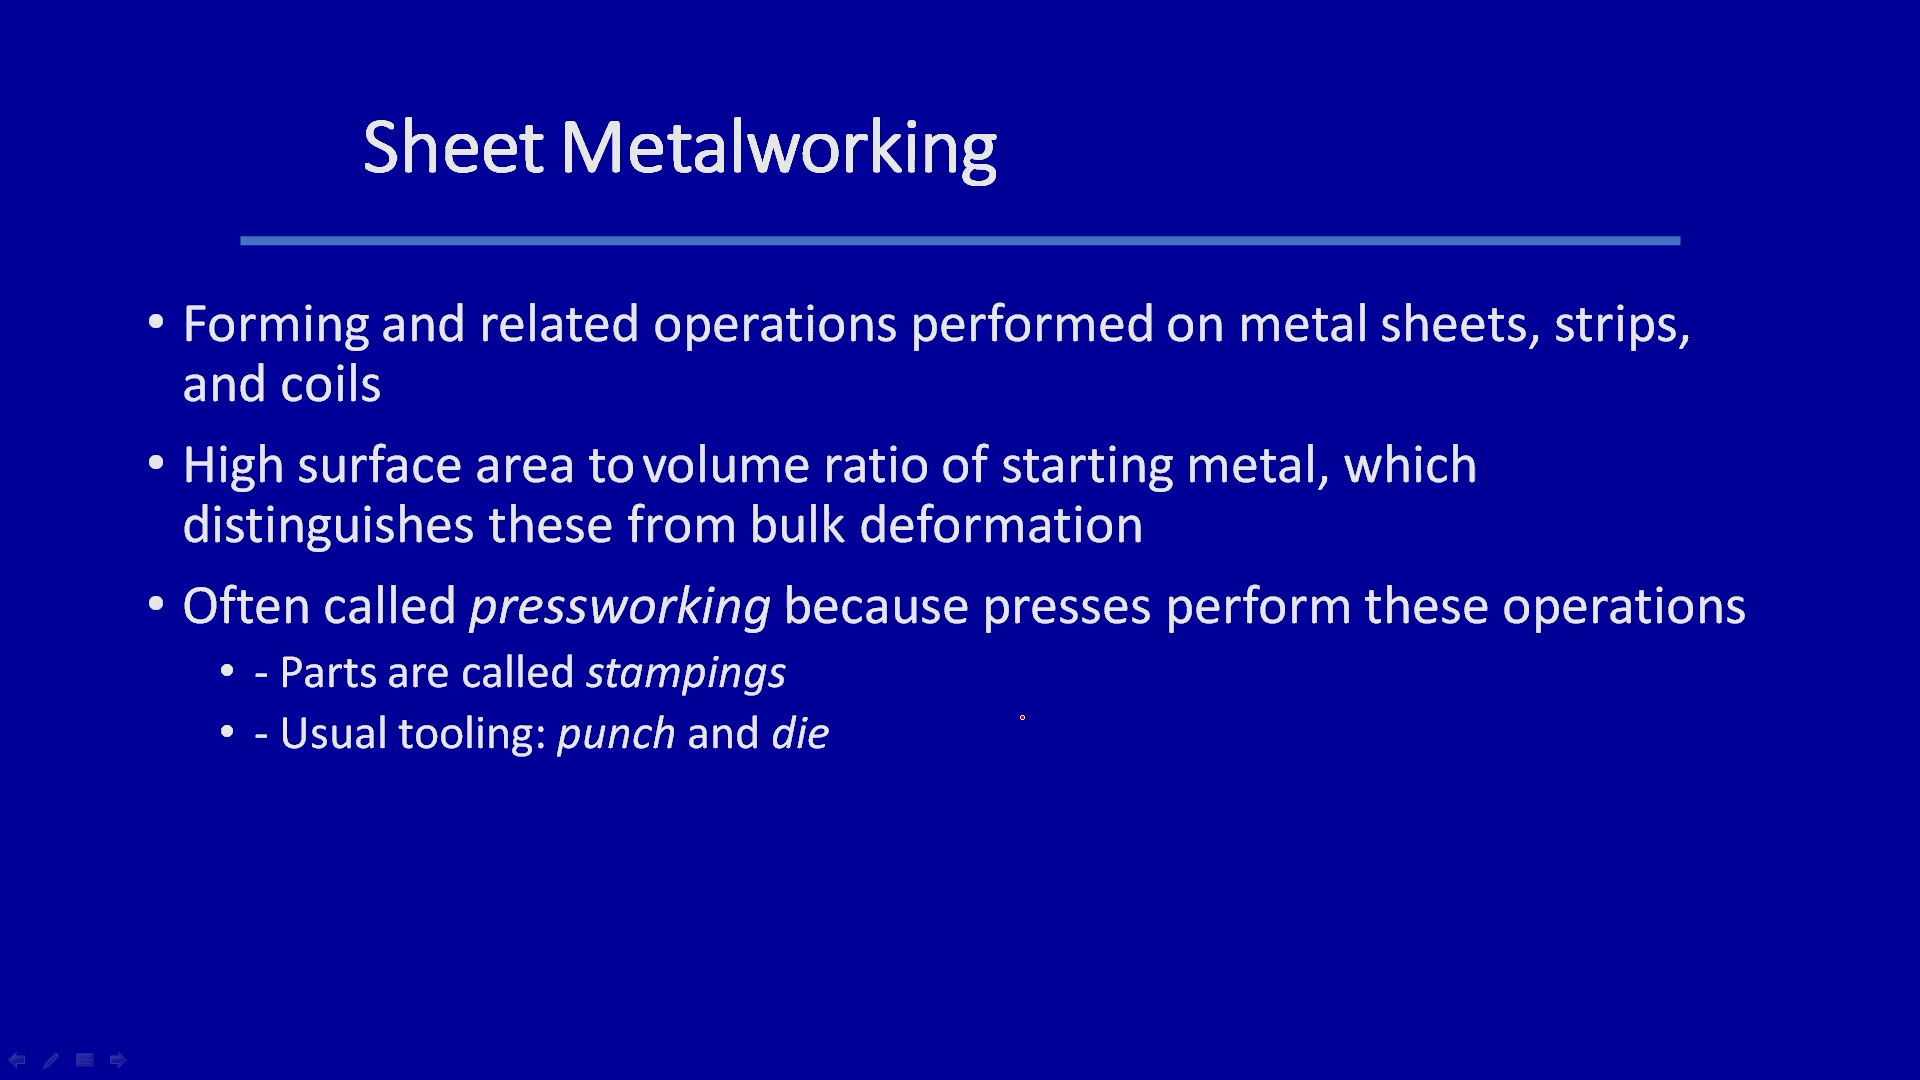 Sheet Metalworking
• Forming and related operations performed on metal sheets, strips,
and coils
• High surface area to volume ratio of starting metal, which
distinguishes these from bulk deformation
• Often called pressworking because presses perform these operations
• - Parts are called stampings
• - Usual tooling: punch and die